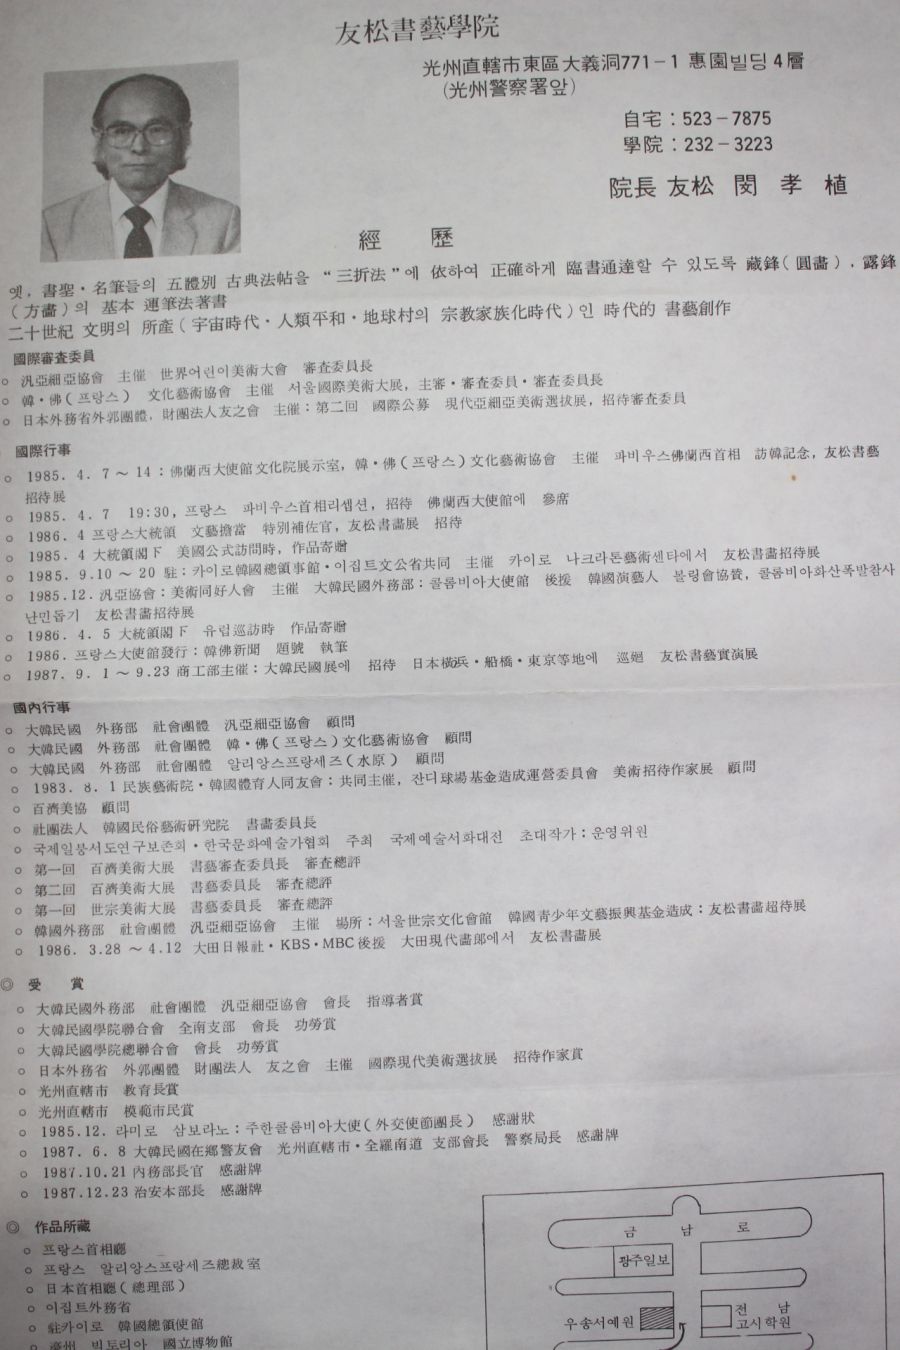 友松書藝學院
光州直轄市東區大義洞771－1 惠園빌딩 4層
(光州警察署앞)
自宅：523－7875
學院：232－3223
院長 友松 閔 孝 植
經 歷
옛, 書聖·名筆들의 五體別 古典法帖을 “三折法”에 依하여 正確하게 臨書通達할 수 있도록 藏鋒(圓畵), 露鋒
(方畵)의 基本 運筆法著書
二十世紀 文明의 所產(宇宙時代·人類平和·地球村의 宗教家族化時代)인 時代的 書藝創作
國際審査委員
○ 汎亞細亞協會 主催 世界어린이美術大會 審査委員長
○ 韓·佛(프랑스) 文化藝術協會 主催 서울國際美術大展, 主審·審査委員·審査委員長
○ 日本外務省外郭團體, 財團法人友之會 主催：第二回 國際公募 現代亞細亞美術選拔展, 招待審査委員
國際行事
○ 1985. 4. 7 ～ 14：佛蘭西大使館文化院展示室, 韓·佛(프랑스)文化藝術協會 主催 파비우스佛蘭西首相 訪韓記念, 友松書藝
招待展
○ 1985. 4. 7 19:30, 프랑스 파비우스首相리셉션, 招待 佛蘭西大使館에 參席
○ 1986. 4 프랑스大統領 文藝擔當 特別補佐官, 友松書畵展 招待
○ 1985. 4 大統領閣下 美國公式訪問時, 作品寄贈
○ 1985. 9.10 ～ 20 駐：카이로韓國總領事館·이집트文公省共同 主催 카이로 나크라톤藝術센타에서 友松書畵招待展
○ 1985.12. 汎亞協會：美術同好人會 主催 大韓民國外務部：콜롬비아大使館 後援 韓國演藝人 볼링會協贊, 콜롬비아화산폭발참사
난민돕기 友松書畵招待展
○ 1986. 4. 5 大統領閣下 유럽巡訪時 作品寄贈
○ 1986. 프랑스大使館發行：韓佛新聞 題號 執筆
○ 1987. 9. 1 ～ 9.23 商工部主催：大韓民國展에 招待 日本橫兵·船橋·東京等地에 巡廻 友松書藝實演展
國內行事
○ 大韓民國 外務部 社會團體 汎亞細亞協會 顧問
○ 大韓民國 外務部 社會團體 韓·佛(프랑스)文化藝術協會 顧問
○ 大韓民國 外務部 社會團體 알리앙스프랑세즈(水原) 顧問
○ 1983. 8. 1 民族藝術院·韓國體育人同友會：共同主催, 잔디球場基金造成運營委員會 美術招待作家展 顧問
○ 百濟美協 顧問
○ 社團法人 韓國民俗藝術硏究院 書畵委員長
○ 국제일붕서도연구보존회·한국문화예술가협회 주최 국제예술서화대전 초대작가：운영위원
○ 第一回 百濟美術大展 書藝審査委員長 審査總評
○ 第二回 百濟美術大展 書藝委員長 審査總評
○ 第一回 世宗美術大展 書藝委員長 審査總評
○ 韓國外務部 社會團體 汎亞細亞協會 主催 場所：서울世宗文化會館 韓國青少年文藝振興基金造成：友松書畵超待展
○ 1986. 3.28 ～ 4.12 大田日報社·KBS·MBC後援 大田現代畵郎에서 友松書畵展
◎ 受 賞
○ 大韓民國外務部 社會團體 汎亞細亞協會 會長 指導者賞
○ 大韓民國學院聯合會 全南支部 會長 功勞賞
○ 大韓民國學院總聯合會 會長 功勞賞
○ 日本外務省 外郭團體 財團法人 友之會 主催 國際現代美術選拔展 招待作家賞
○ 光州直轄市 教育長賞
○ 光州直轄市 模範市民賞
○ 1985.12. 라미로 삼보라노：주한콜롬비아大使(外交使節團長) 感謝狀
○ 1987. 6. 8 大韓民國在鄕警友會 光州直轄市·全羅南道 支部會長 警察局長 感謝牌
○ 1987.10.21 內務部長官 感謝牌
○ 1987.12.23 治安本部長 感謝牌
◎ 作品所藏
○ 프랑스首相廳
○ 프랑스 알리앙스프랑세즈總裁室
○ 日本首相廳(總理部)
○ 이집트外務省
○ 駐카이로 韓國總領使館
○ 濠州 빅토리아 國立博物館
금 남 로
광주일보
우송서예원
전 남
고시학원